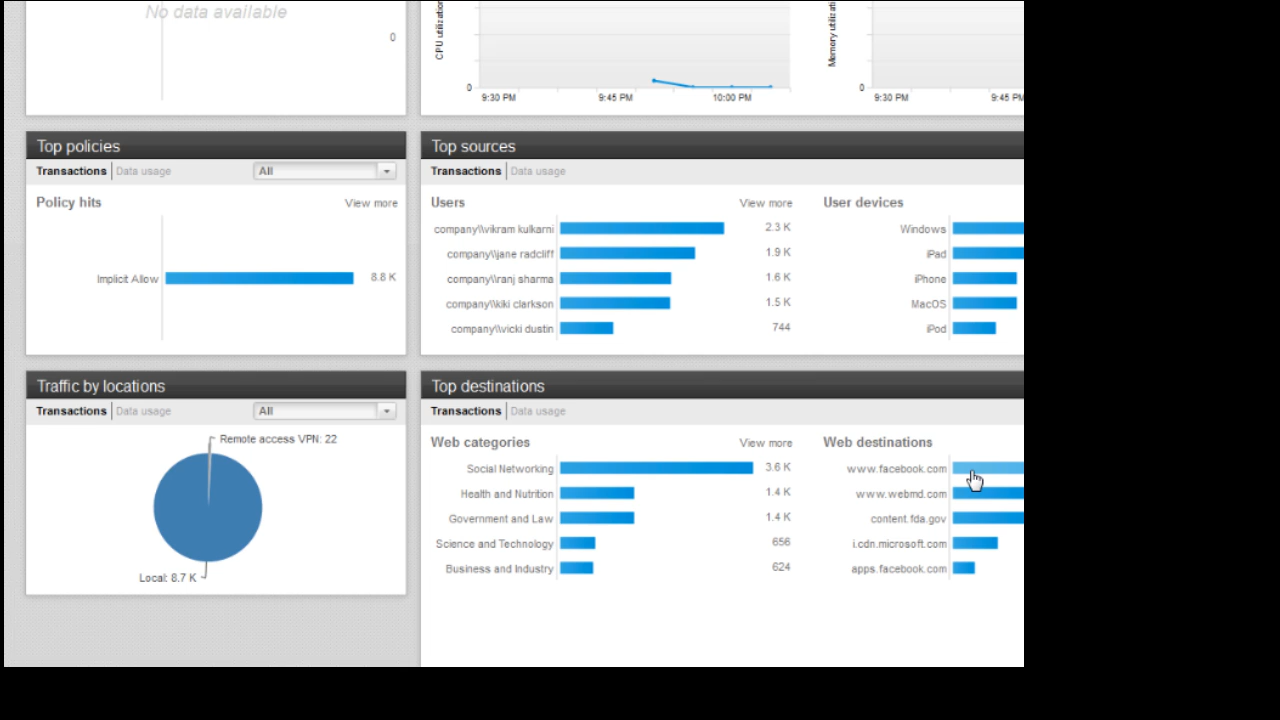 No data available
0
CPU utilization
0
9:30 PM 9:45 PM 10:00 PM
0
9:30 PM 9:45 PM
Top policies
Transactions Data usage All
Policy hits View more
Implicit Allow 8.8 K
Top sources
Transactions Data usage
Users View more
company\\vikram kulkarni 2.3 K
company\\jane radcliff 1.9 K
company\\ranj sharma 1.6 K
company\\kiki clarkson 1.5 K
company\\vicki dustin 744
User devices
Windows
iPad
iPhone
MacOS
iPod
Traffic by locations
Transactions Data usage All
Remote access VPN: 22
Local: 8.7 K
Top destinations
Transactions Data usage
Web categories View more
Social Networking 3.6 K
Health and Nutrition 1.4 K
Government and Law 1.4 K
Science and Technology 656
Business and Industry 624
Web destinations
www.facebook.com
www.webmd.com
content.fda.gov
i.cdn.microsoft.com
apps.facebook.com